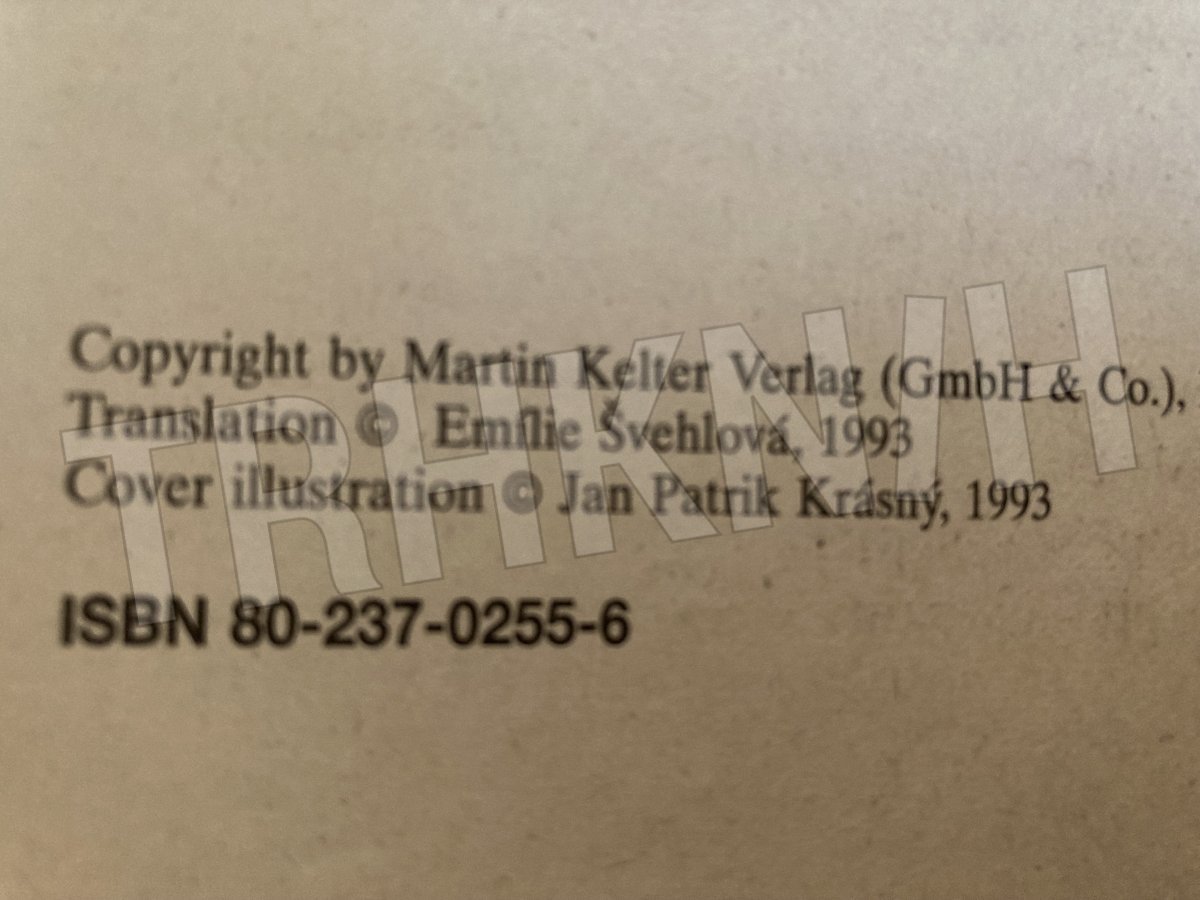 Copyright by Martin Kelter Verlag (GmbH & Co.),
Translation © Emílie Švehlová, 1993
Cover illustration © Jan Patrik Krásný, 1993
ISBN 80-237-0255-6
TRHKNIH